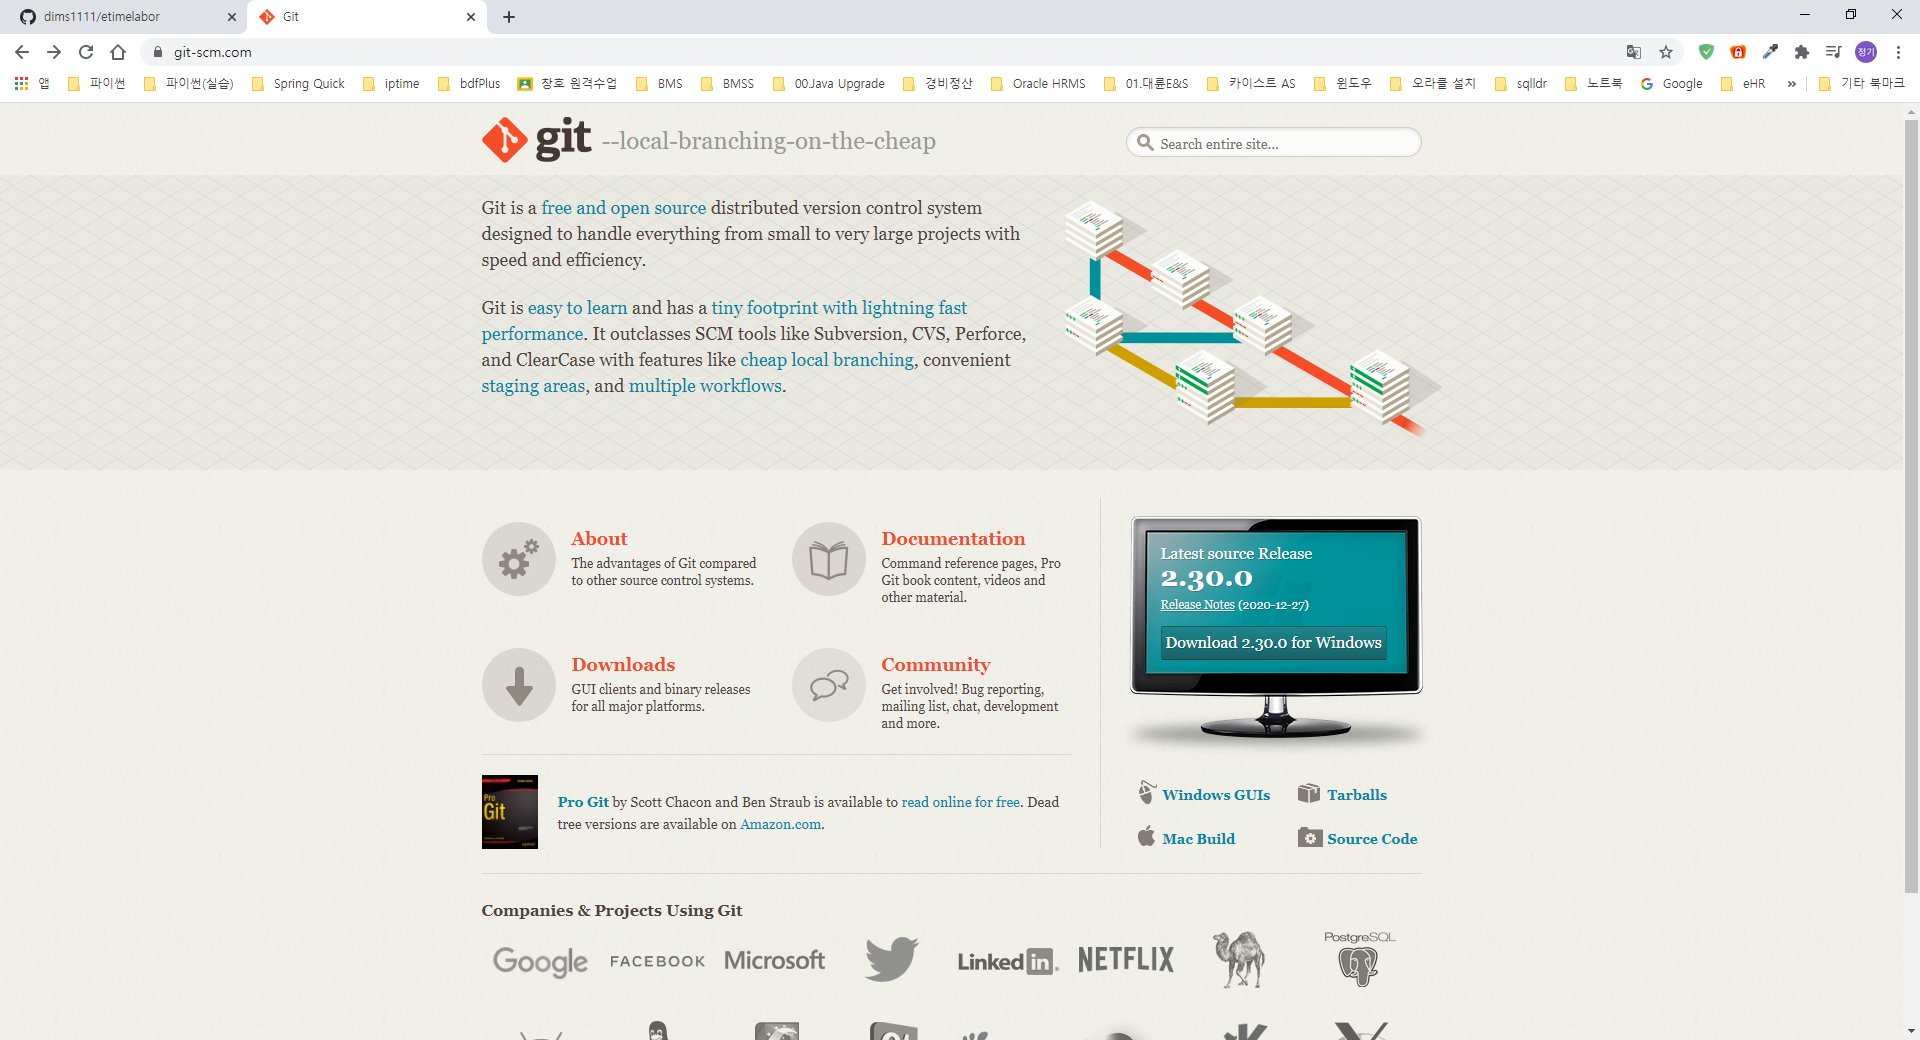 dims1111/etimelabor
Git
git-scm.com
정기
앱
파이썬
파이썬(실습)
Spring Quick
iptime
bdfPlus
창호 원격수업
BMS
BMSS
00.Java Upgrade
경비정산
Oracle HRMS
01.대륜E&S
카이스트 AS
윈도우
오라클 설치
sqlldr
노트북
Google
eHR
»
기타 북마크
git --local-branching-on-the-cheap
Search entire site...
Git is a free and open source distributed version control system
designed to handle everything from small to very large projects with
speed and efficiency.
Git is easy to learn and has a tiny footprint with lightning fast
performance. It outclasses SCM tools like Subversion, CVS, Perforce,
and ClearCase with features like cheap local branching, convenient
staging areas, and multiple workflows.
About
The advantages of Git compared
to other source control systems.
Documentation
Command reference pages, Pro
Git book content, videos and
other material.
Downloads
GUI clients and binary releases
for all major platforms.
Community
Get involved! Bug reporting,
mailing list, chat, development
and more.
Latest source Release
2.30.0
Release Notes (2020-12-27)
Download 2.30.0 for Windows
Pro
Git
Pro Git by Scott Chacon and Ben Straub is available to read online for free. Dead
tree versions are available on Amazon.com.
Windows GUIs
Tarballs
Mac Build
Source Code
Companies & Projects Using Git
Google
FACEBOOK
Microsoft
Linked in
NETFLIX
PostgreSQL